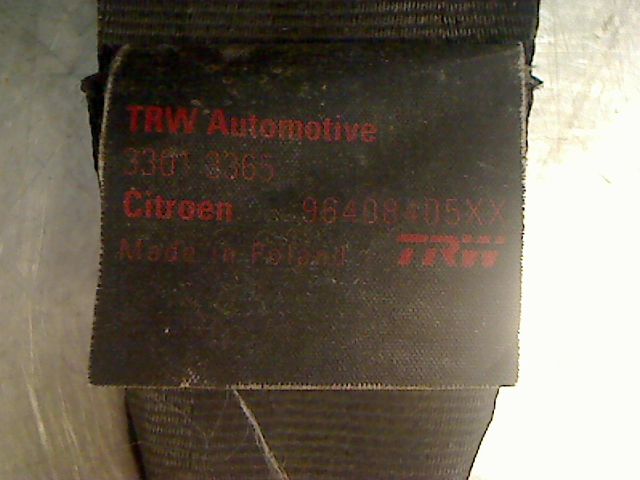 TRW Automotive
3301 3365
Citroen 96408405XX
Made in Poland TRW